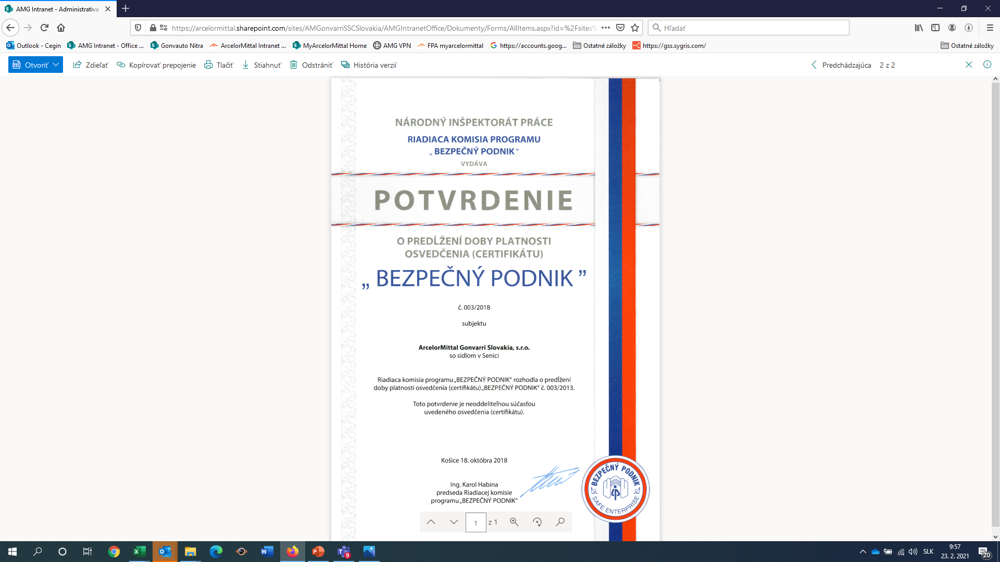 AMG Intranet - Administrativa
https://arcelormittal.sharepoint.com/sites/AMGonvarriSSCSlovakia/AMGIntranetOffice/Dokumenty/Forms/AllItems.aspx?id=%2Fsites%
Hľadať
Outlook - Cegin
AMG Intranet - Office ...
Gonvauto Nitra
ArcelorMittal Intranet ...
MyArcelorMittal Home
AMG VPN
FPA myarcelormittal
https://accounts.goog...
Ostatné záložky
https://gss.sygris.com/
Ostatné záložky
Otvoriť
Zdieľať
Kopírovať prepojenie
Tlačiť
Stiahnuť
Odstrániť
História verzií
Predchádzajúca
2 z 2
NÁRODNÝ INŠPEKTORÁT PRÁCE
RIADIACA KOMISIA PROGRAMU
„ BEZPEČNÝ PODNIK ”
VYDÁVA
POTVRDENIE
O PREDĹŽENÍ DOBY PLATNOSTI
OSVEDČENIA (CERTIFIKÁTU)
„ BEZPEČNÝ PODNIK ”
č. 003/2018
subjektu
ArcelorMittal Gonvarri Slovakia, s.r.o.
so sídlom v Senici
Riadiaca komisia programu „BEZPEČNÝ PODNIK“ rozhodla o predĺžení
doby platnosti osvedčenia (certifikátu) „BEZPEČNÝ PODNIK“ č. 003/2013.
Toto potvrdenie je neoddeliteľnou súčasťou
uvedeného osvedčenia (certifikátu).
Košice 18. októbra 2018
Ing. Karol Habina
predseda Riadiacej komisie
programu „BEZPEČNÝ PODNIK“
BEZPEČNÝ PODNIK
SAFE ENTERPRISE
1 z 1
SLK
9:57
23. 2. 2021
9
20